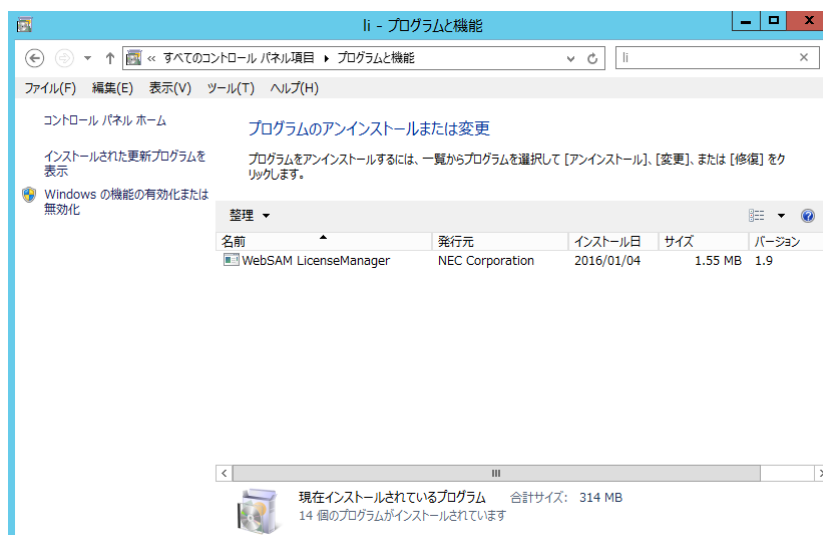 li - プログラムと機能
« すべてのコントロール パネル項目 プログラムと機能
li
ファイル(F) 編集(E) 表示(V) ツール(T) ヘルプ(H)
コントロール パネル ホーム
インストールされた更新プログラムを
表示
Windows の機能の有効化または
無効化
プログラムのアンインストールまたは変更
プログラムをアンインストールするには、一覧からプログラムを選択して [アンインストール]、[変更]、または [修復] をク
リックします。
整理
名前 発行元 インストール日 サイズ バージョン
WebSAM LicenseManager NEC Corporation 2016/01/04 1.55 MB 1.9
現在インストールされているプログラム 合計サイズ: 314 MB
14 個のプログラムがインストールされています